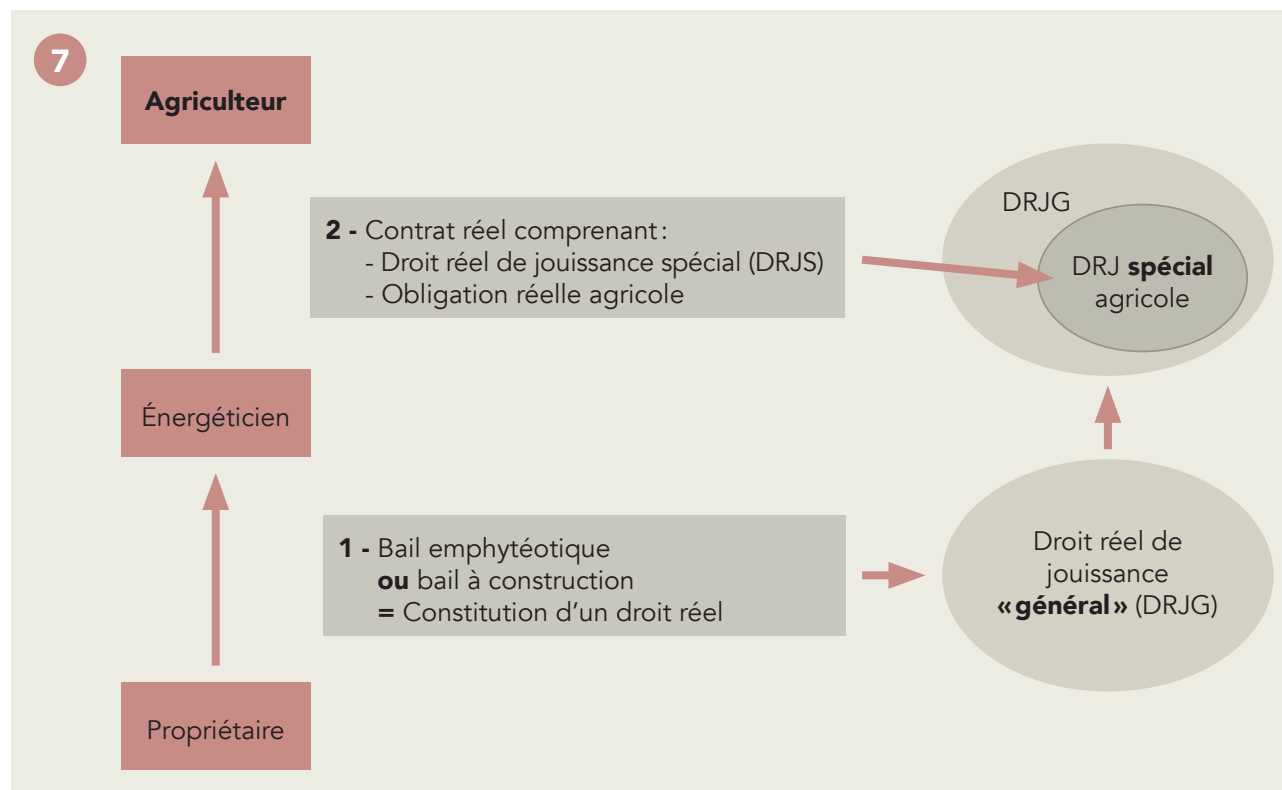 7
Agriculteur
2 - Contrat réel comprenant :
- Droit réel de jouissance spécial (DRJS)
- Obligation réelle agricole
DRJG
DRJ spécial
agricole
Énergéticien
1 - Bail emphytéotique
ou bail à construction
= Constitution d’un droit réel
Droit réel de
jouissance
« général » (DRJG)
Propriétaire